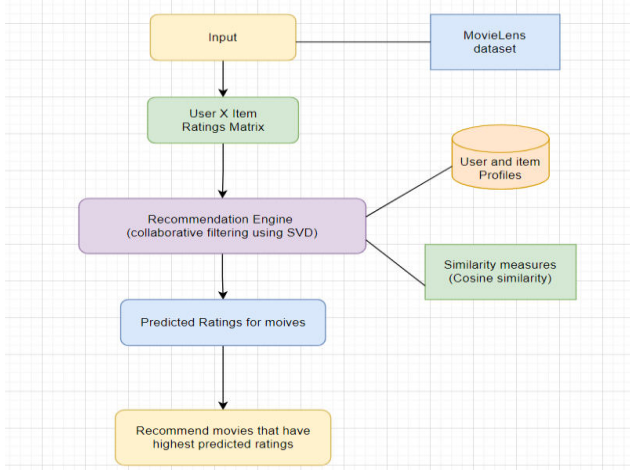 Input
MovieLens
dataset
User X Item
Ratings Matrix
User and item
Profiles
Recommendation Engine
(collaborative filtering using SVD)
Similarity measures
(Cosine similarity)
Predicted Ratings for moives
Recommend movies that have
highest predicted ratings